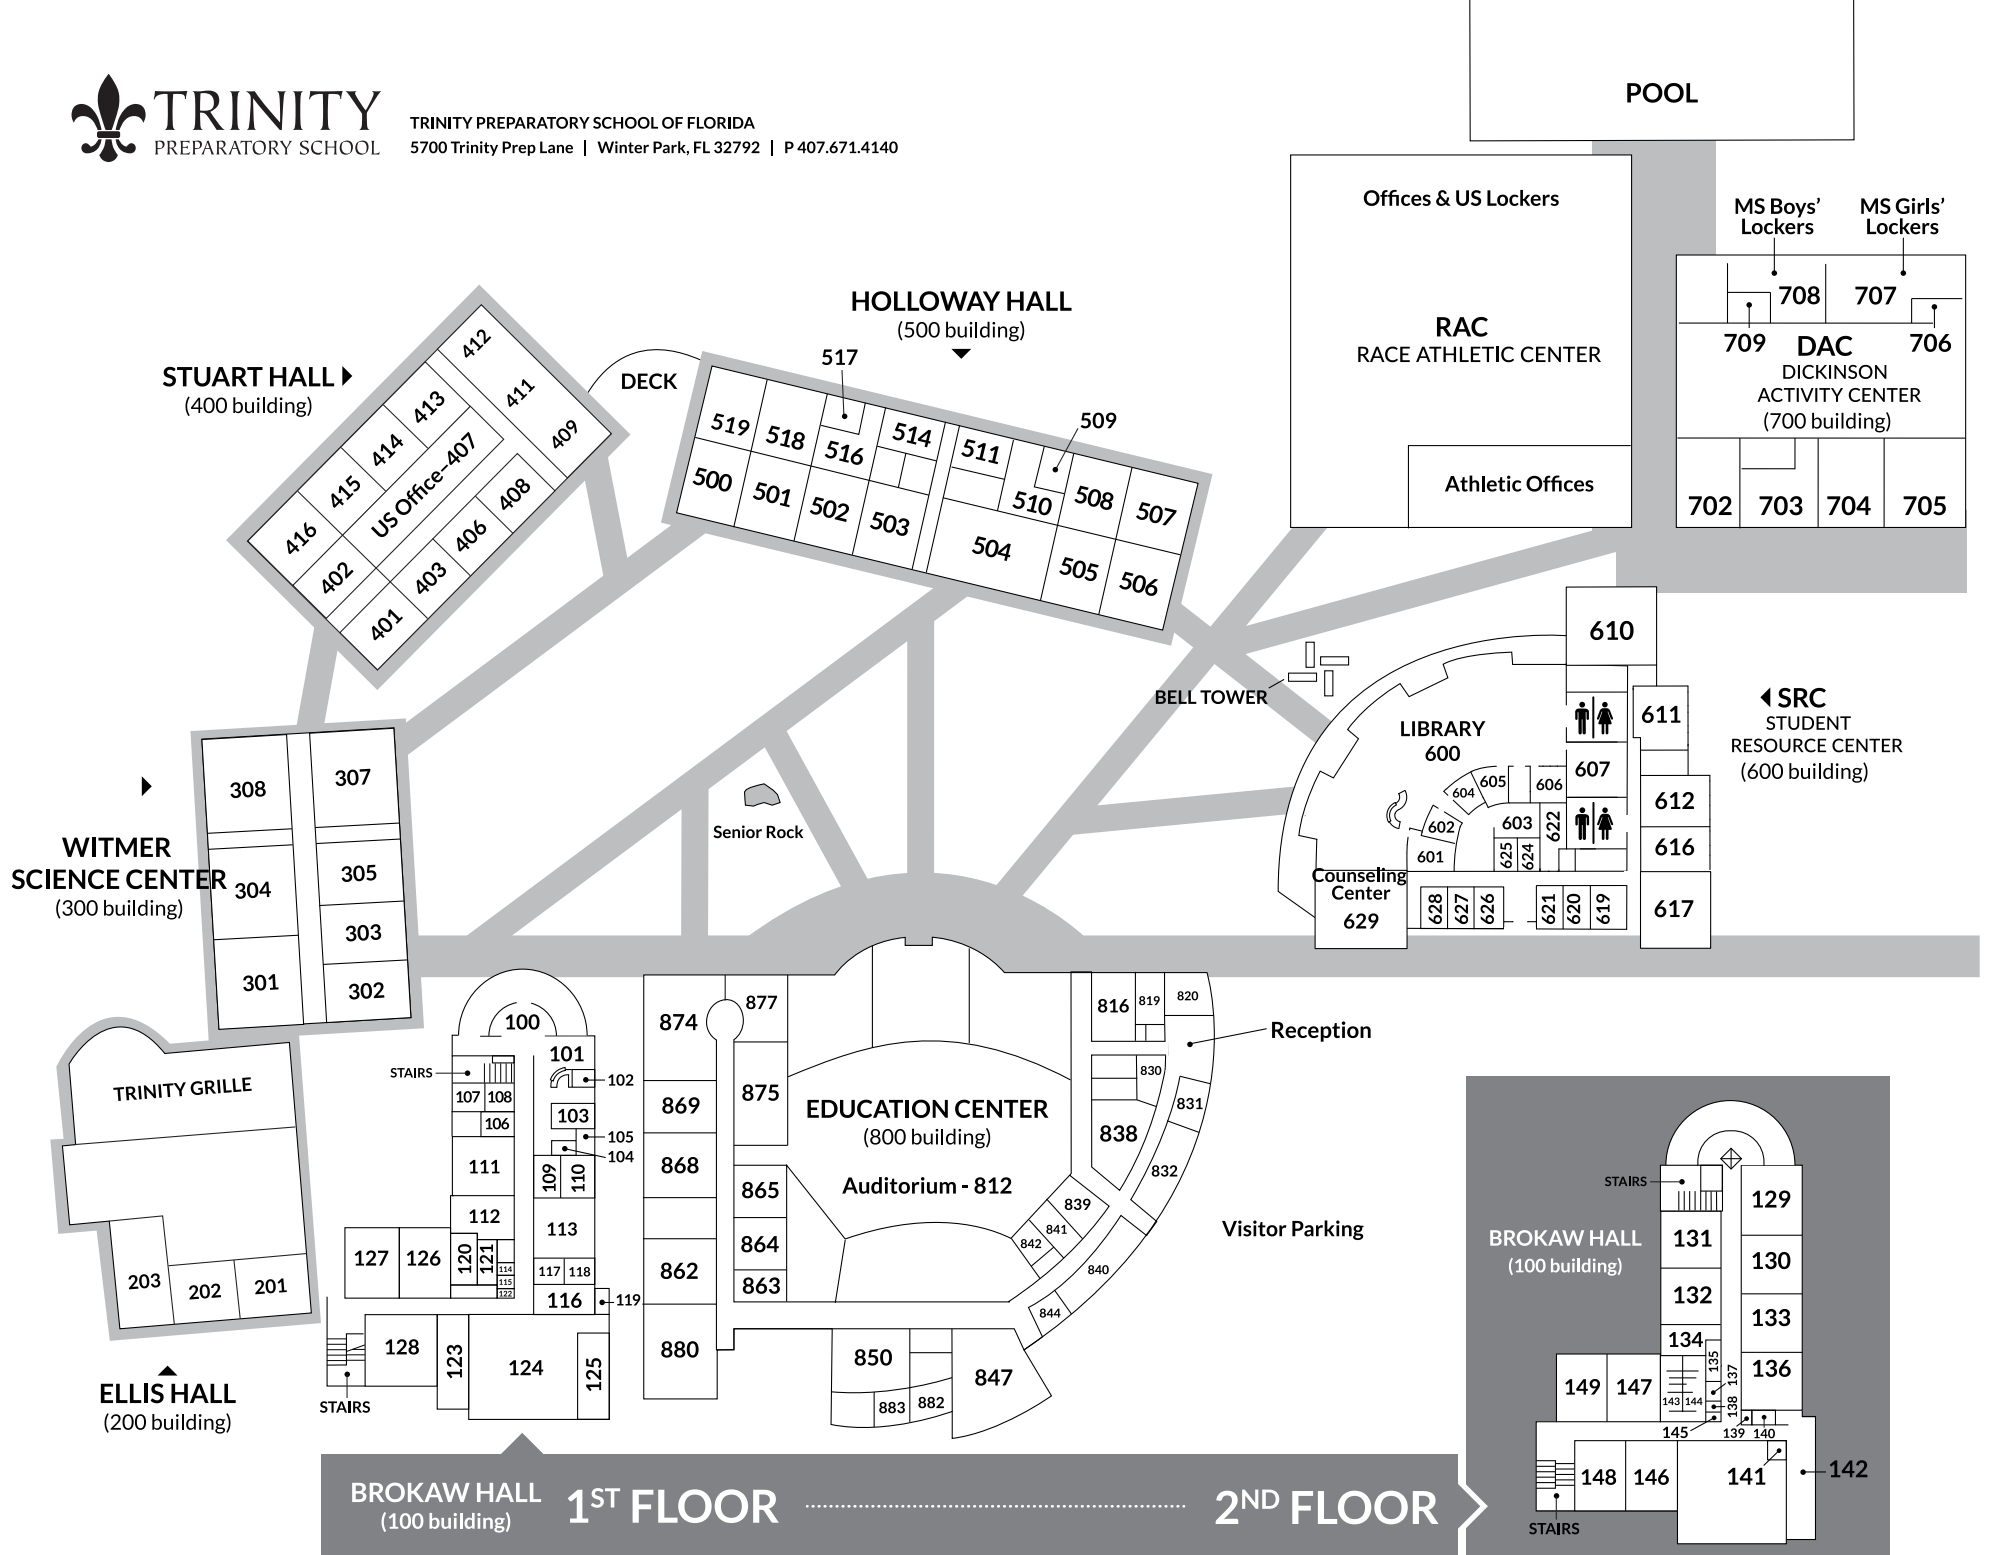 TRINITY
PREPARATORY SCHOOL
TRINITY PREPARATORY SCHOOL OF FLORIDA
5700 Trinity Prep Lane | Winter Park, FL 32792 | P 407.671.4140
POOL
Offices & US Lockers
RAC
RACE ATHLETIC CENTER
Athletic Offices
MS Boys’
Lockers
MS Girls’
Lockers
708
707
709
706
DAC
DICKINSON
ACTIVITY CENTER
(700 building)
702
703
704
705
HOLLOWAY HALL
(500 building)
517
509
519
518
516
514
511
510
508
507
500
501
502
503
504
505
506
DECK
STUART HALL
(400 building)
412
411
409
413
414
415
416
US Office-407
408
406
403
402
401
610
BELL TOWER
LIBRARY
600
611
607
605
606
604
612
602
603
622
601
625
624
616
Counseling
Center
629
628
627
626
621
620
619
617
SRC
STUDENT
RESOURCE CENTER
(600 building)
Senior Rock
WITMER
SCIENCE CENTER
(300 building)
308
307
304
305
303
301
302
TRINITY GRILLE
203
202
201
ELLIS HALL
(200 building)
100
101
STAIRS
102
107
108
103
106
105
104
111
109
110
112
113
127
126
120
121
114
115
122
117
118
116
119
128
123
124
125
STAIRS
874
877
869
875
868
865
864
862
863
880
EDUCATION CENTER
(800 building)
Auditorium - 812
816
819
820
Reception
830
831
838
832
839
841
842
840
844
850
847
883
882
Visitor Parking
BROKAW HALL
(100 building)
STAIRS
129
131
130
132
133
134
135
137
136
149
147
143
144
138
145
139
140
148
146
141
142
STAIRS
BROKAW HALL
(100 building)
1ST FLOOR
2ND FLOOR